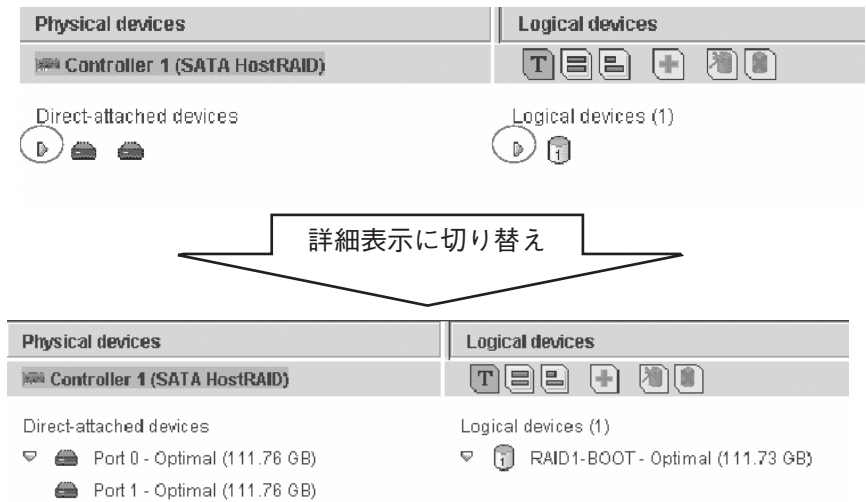 Physical devices
Logical devices
Controller 1 (SATA HostRAID)
T
Direct-attached devices
Logical devices (1)
1
詳細表示に切り替え
Physical devices
Logical devices
Controller 1 (SATA HostRAID)
T
Direct-attached devices
Logical devices (1)
Port 0 - Optimal (111.76 GB)
1 RAID1-BOOT - Optimal (111.73 GB)
Port 1 - Optimal (111.76 GB)